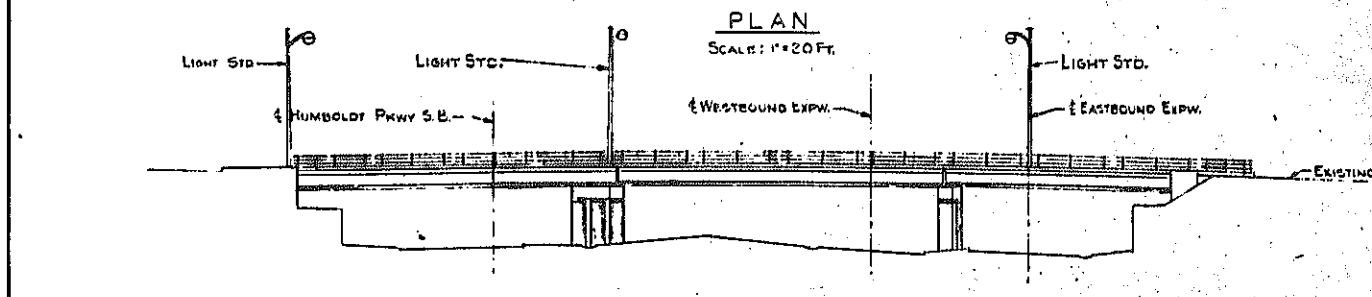 PLAN
SCALE: 1"=20 FT.
LIGHT STD
LIGHT STD.
LIGHT STD.
℄ HUMBOLDT PKWY S.B.
℄ WESTBOUND EXPW.
℄ EASTBOUND EXPW.
EXISTING